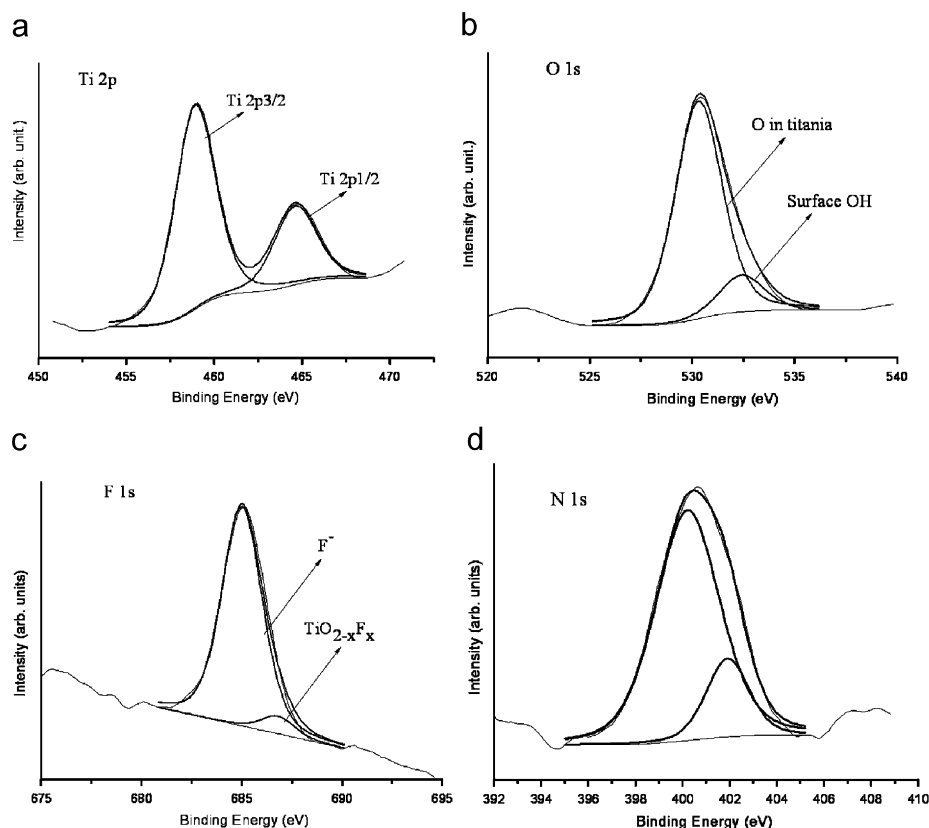 a
Ti 2p
Ti 2p3/2
Ti 2p1/2
Intensity (arb. unit.)
450 455 460 465 470
Binding Energy (eV)
b
O 1s
O in titania
Surface OH
Intensity (arb. unit.)
520 525 530 535 540
Binding Energy (eV)
c
F 1s
F⁻
TiO₂₋ₓFₓ
Intensity (arb. units)
675 680 685 690 695
Binding Energy (eV)
d
N 1s
Intensity (arb. units)
392 394 396 398 400 402 404 406 408 410
Binding Energy (eV)